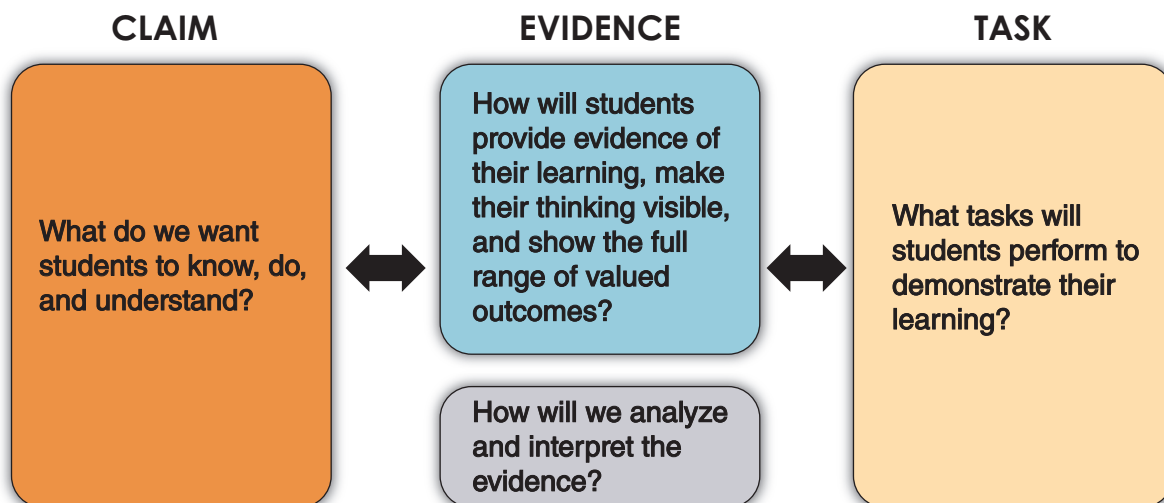 CLAIM
What do we want
students to know, do,
and understand?
EVIDENCE
How will students
provide evidence of
their learning, make
their thinking visible,
and show the full
range of valued
outcomes?
How will we analyze
and interpret the
evidence?
TASK
What tasks will
students perform to
demonstrate their
learning?